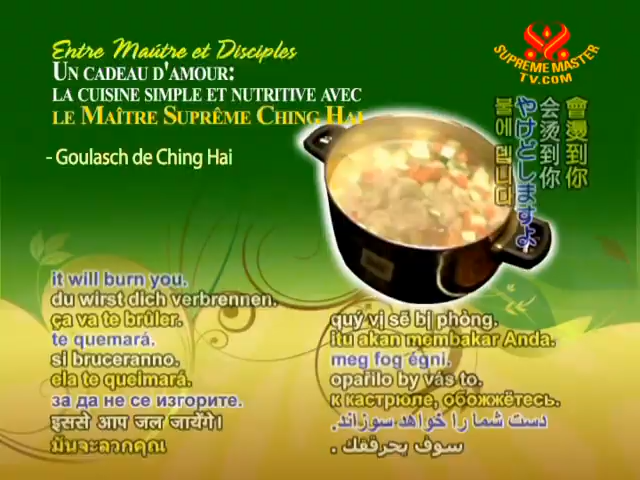 Entre Maûtre et Disciples
UN CADEAU D'AMOUR:
LA CUISINE SIMPLE ET NUTRITIVE AVEC
LE MAÎTRE SUPRÊME CHING HAI
- Goulasch de Ching Hai
SUPREME MASTER
TV.COM
會燙到你
会烫到你
やけどしますよ
불에 뎁니다
it will burn you.
du wirst dich verbrennen.
ça va te brûler.
te quemará.
si bruceranno.
ela te queimará.
за да не се изгорите.
इससे आप जल जायेंगे।
มันจะลวกคุณ
quý vị sẽ bị phỏng.
itu akan membakar Anda.
meg fog égni.
opařilo by vás to.
к кастрюле, обожжётесь.
دست شما را خواهد سوزاند.
سوف يحرقك .